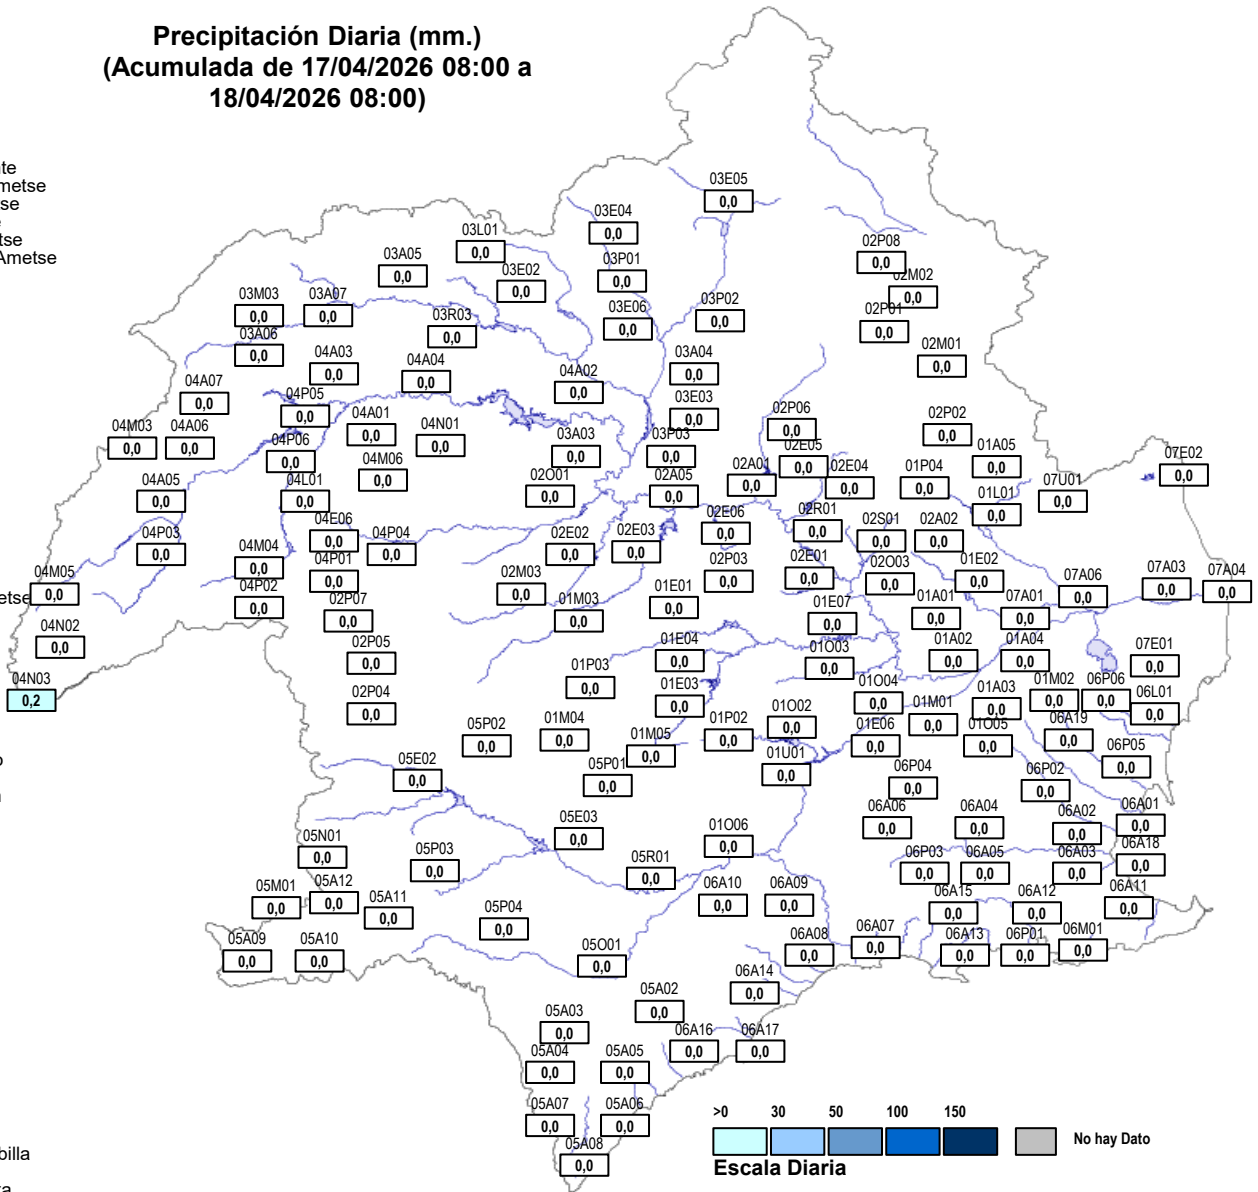 Precipitación Diaria (mm.)
(Acumulada de 17/04/2026 08:00 a
18/04/2026 08:00)
te
metse
se
tse
Ametse
03E05
0,0
03E04
0,0
03L01
0,0
03A05
0,0
03P01
0,0
03E02
0,0
02P08
0,0
02M02
0,0
03M03
0,0
03A07
0,0
03R03
0,0
03E06
0,0
03P02
0,0
02P01
0,0
03A06
0,0
04A03
0,0
04A04
0,0
04A02
0,0
03A04
0,0
02M01
0,0
04A07
0,0
04P05
0,0
03E03
0,0
04M03
0,0
04A06
0,0
04A01
0,0
04N01
0,0
02P06
0,0
02P02
0,0
04P06
0,0
04M06
0,0
03A03
0,0
03P03
0,0
02E05
0,0
01A05
0,0
07E02
0,0
04A05
0,0
04L01
0,0
02O01
0,0
02A05
0,0
02A01
0,0
02E04
0,0
01P04
0,0
01L01
0,0
07U01
0,0
04P03
0,0
04E06
0,0
04P04
0,0
02E02
0,0
02E03
0,0
02E06
0,0
02R01
0,0
02S01
0,0
02A02
0,0
04M05
0,0
04M04
0,0
04P01
0,0
02M03
0,0
02P03
0,0
02E01
0,0
02O03
0,0
01E02
0,0
07A06
0,0
07A03
0,0
07A04
0,0
etse
04P02
0,0
02P07
0,0
01M03
0,0
01E01
0,0
01E07
0,0
01A01
0,0
07A01
0,0
04N02
0,0
02P05
0,0
01E04
0,0
01O03
0,0
01A02
0,0
01A04
0,0
07E01
0,0
04N03
0,2
02P04
0,0
01P03
0,0
01E03
0,0
01O04
0,0
01A03
0,0
01M02
0,0
06P06
0,0
06L01
0,0
05P02
0,0
01M04
0,0
01M05
0,0
01P02
0,0
01O02
0,0
01E06
0,0
01M01
0,0
01O05
0,0
06A19
0,0
06P05
0,0
05E02
0,0
05P01
0,0
01U01
0,0
06P04
0,0
06P02
0,0
05E03
0,0
01O06
0,0
06A06
0,0
06A04
0,0
06A02
0,0
06A01
0,0
05N01
0,0
05P03
0,0
05R01
0,0
06P03
0,0
06A05
0,0
06A03
0,0
06A18
0,0
05M01
0,0
05A12
0,0
05A11
0,0
06A10
0,0
06A09
0,0
06A15
0,0
06A12
0,0
06A11
0,0
05A09
0,0
05A10
0,0
05P04
0,0
05O01
0,0
06A08
0,0
06A07
0,0
06A13
0,0
06P01
0,0
06M01
0,0
05A02
0,0
06A14
0,0
05A03
0,0
06A16
0,0
06A17
0,0
05A04
0,0
05A05
0,0
05A07
0,0
05A06
0,0
05A08
0,0
billa
>0 30 50 100 150
No hay Dato
Escala Diaria